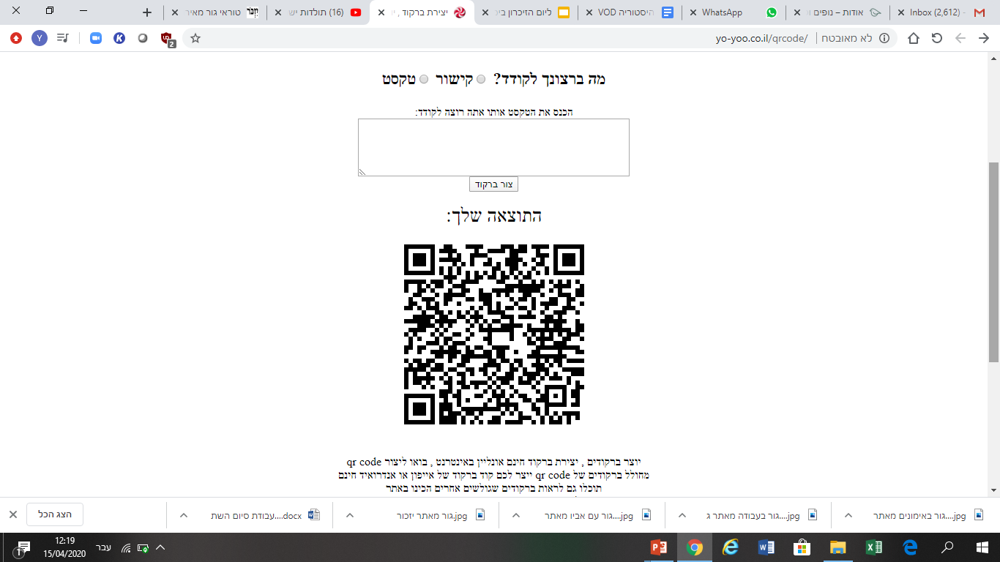 Inbox (2,612) -
אודות – נופים ו
WhatsApp
היסטוריה VOD
ליום הזיכרון ביכ
יצירת ברקוד , י
(16) תולדות יש
טוראי גור מאיר
yo-yoo.co.il/qrcode/
לא מאובטח
Y
K
2
מה ברצונך לקודד? קישור טקסט
הכנס את הטקסט אותו אתה רוצה לקודד:
צור ברקוד
התוצאה שלך:
יוצר ברקודים , יצירת ברקוד חינם אונליין באינטרנט , בואו ליצור qr code
מחולל ברקודים של qr code ייצר לכם קוד ברקוד של אייפון או אנדרואיד חינם
תוכלו גם לראות ברקודים שגולשים אחרים הכינו באתר
גור באימונים מאתר....jpg
גור בעבודה מאתר ג....jpg
גור עם אביו מאתר....jpg
גור מאתר יזכור.jpg
עבודת סיום השת....docx
הצג הכל
12:19
15/04/2020
עבר
1